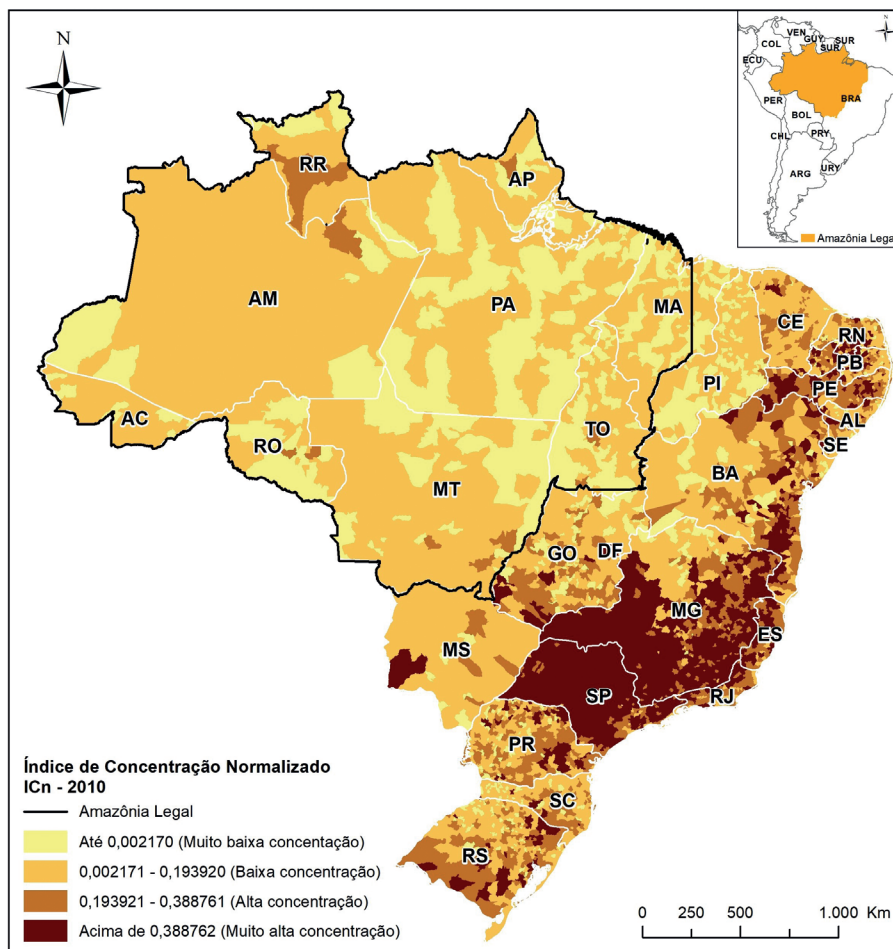 N
VEN
GUY
SUR
COL
SUR
ECU
PER
BRA
BOL
CHL
PRY
ARG
URY
Amazônia Legal
RR
AP
AM
PA
MA
CE
RN
PB
PI
PE
AC
AL
TO
RO
SE
BA
MT
GO
DF
MG
ES
MS
SP
RJ
PR
SC
RS
Índice de Concentração Normalizado
ICn - 2010
Amazônia Legal
Até 0,002170 (Muito baixa concentação)
0,002171 - 0,193920 (Baixa concentração)
0,193921 - 0,388761 (Alta concentração)
Acima de 0,388762 (Muito alta concentração)
0 250 500 1.000 Km